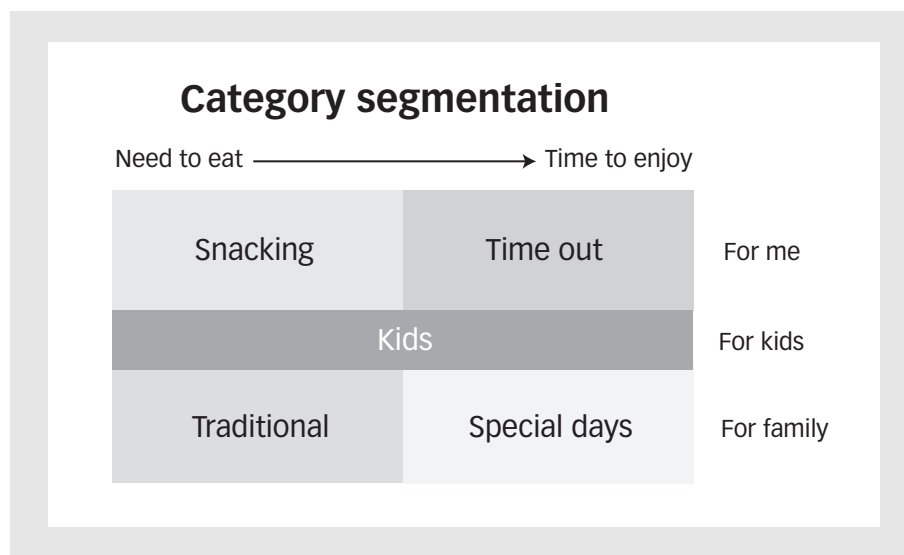 Category segmentation
Need to eat Time to enjoy
Snacking Time out For me
Kids For kids
Traditional Special days For family